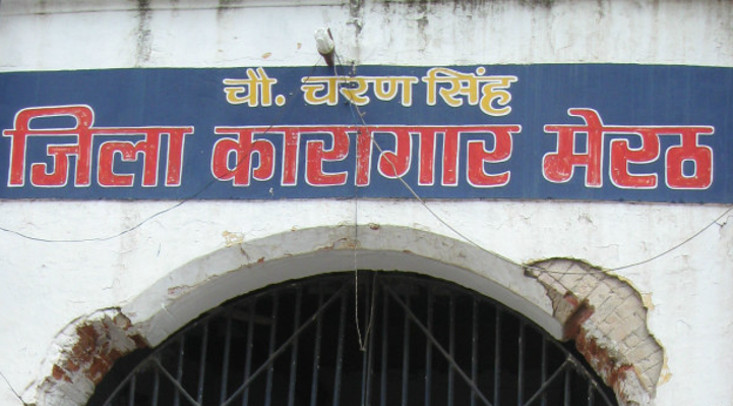 चौ. चरण सिंह
जिला कारागार मेरठ